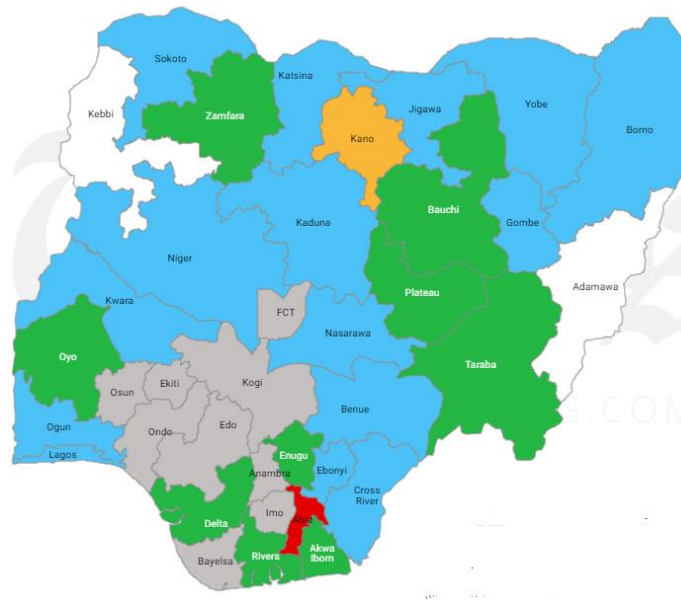 Sokoto
Katsina
Kebbi
Zamfara
Jigawa
Yobe
Borno
Kano
Bauchi
Kaduna
Gombe
Niger
Adamawa
Kwara
FCT
Plateau
Nasarawa
Oyo
Taraba
Osun
Ekiti
Kogi
Benue
Ogun
Ondo
Edo
Enugu
Lagos
Anambra
Ebonyi
Cross
River
Imo
Abia
Delta
Akwa
Ibom
Rivers
Bayelsa
G.COM